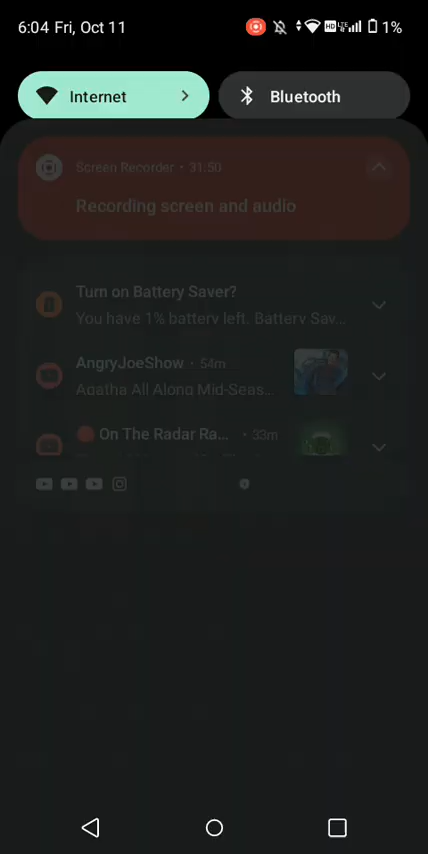 6:04 Fri, Oct 11 HD LTE 1%
Internet Bluetooth
Screen Recorder • 31:50
Recording screen and audio
Turn on Battery Saver?
You have 1% battery left. Battery Sav...
AngryJoeShow • 54m
Agatha All Along Mid-Seas...
On The Radar Ra... • 33m